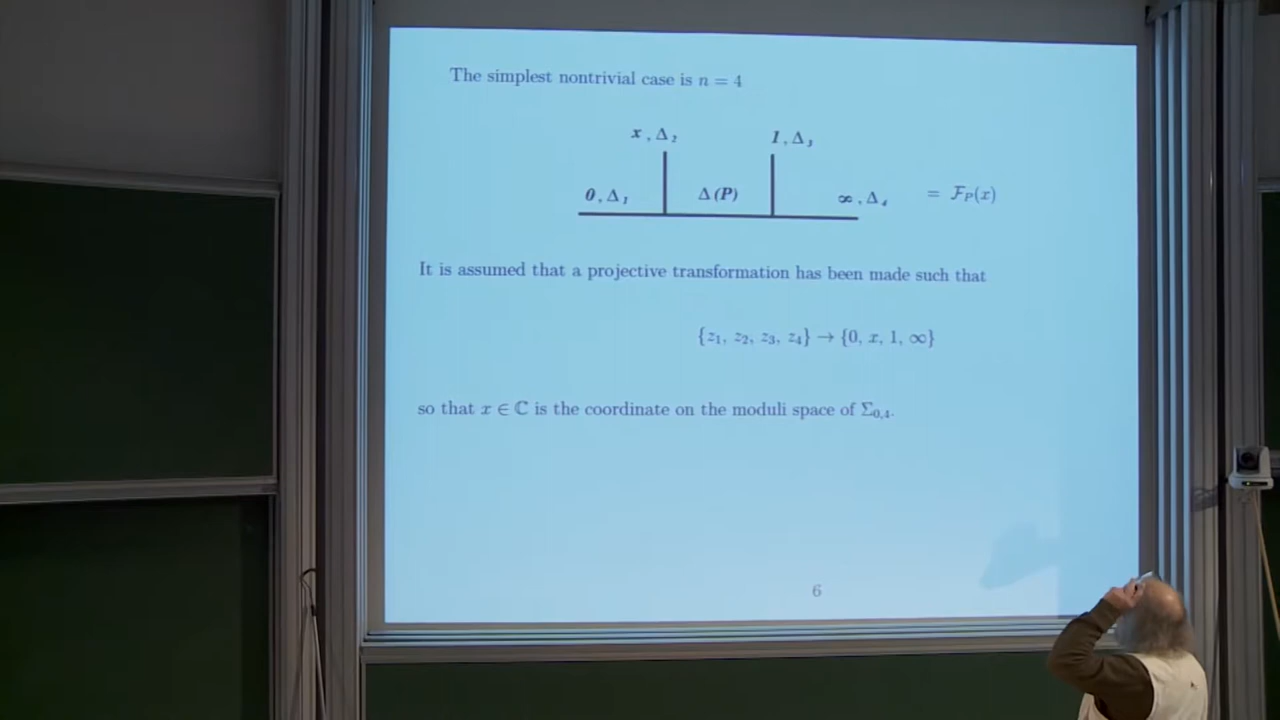 The simplest nontrivial case is n = 4
x , Δ₂ 1 , Δ₃
0 , Δ₁ Δ(P) ∞ , Δ₄ = ℱ_P(x)
It is assumed that a projective transformation has been made such that
{z₁, z₂, z₃, z₄} → {0, x, 1, ∞}
so that x ∈ ℂ is the coordinate on the moduli space of Σ₀,₄.
6